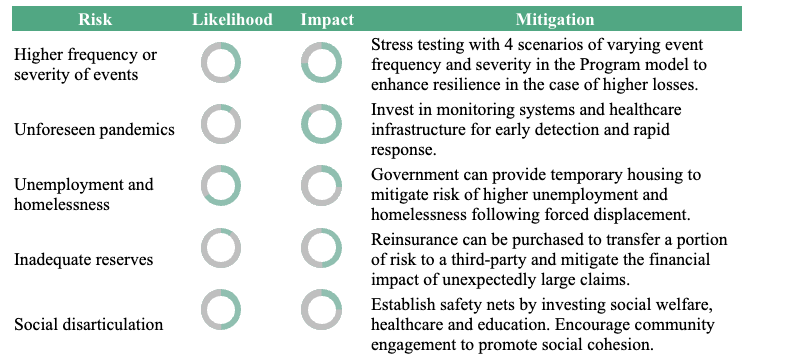 Risk Likelihood Impact Mitigation
Higher frequency or
severity of events
Stress testing with 4 scenarios of varying event
frequency and severity in the Program model to
enhance resilience in the case of higher losses.
Unforeseen pandemics
Invest in monitoring systems and healthcare
infrastructure for early detection and rapid
response.
Unemployment and
homelessness
Government can provide temporary housing to
mitigate risk of higher unemployment and
homelessness following forced displacement.
Inadequate reserves
Reinsurance can be purchased to transfer a portion
of risk to a third-party and mitigate the financial
impact of unexpectedly large claims.
Social disarticulation
Establish safety nets by investing social welfare,
healthcare and education. Encourage community
engagement to promote social cohesion.